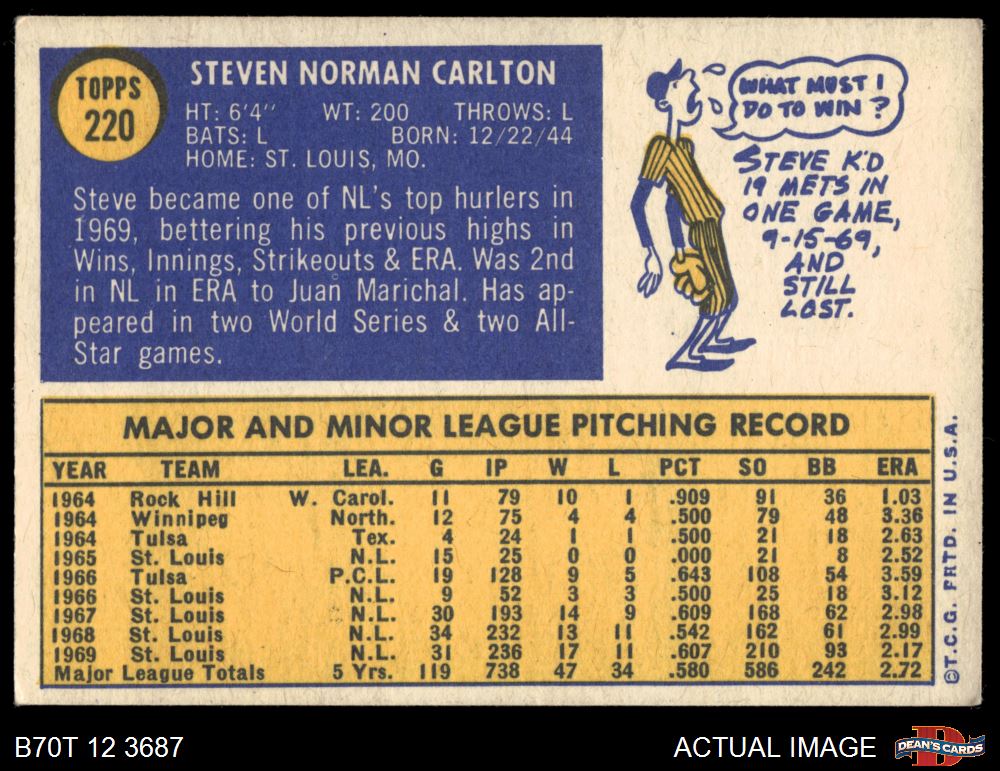 TOPPS
220
STEVEN NORMAN CARLTON
HT: 6'4" WT: 200 THROWS: L
BATS: L BORN: 12/22/44
HOME: ST. LOUIS, MO.
Steve became one of NL's top hurlers in
1969, bettering his previous highs in
Wins, Innings, Strikeouts & ERA. Was 2nd
in NL in ERA to Juan Marichal. Has ap-
peared in two World Series & two All-
Star games.
WHAT MUST I
DO TO WIN?
STEVE K'D
19 METS IN
ONE GAME,
9-15-69,
AND
STILL
LOST.
MAJOR AND MINOR LEAGUE PITCHING RECORD
YEAR TEAM LEA. G IP W L PCT SO BB ERA
1964 Rock Hill W. Carol. 11 79 10 1 .909 91 36 1.03
1964 Winnipeg North. 12 75 4 4 .500 79 48 3.36
1964 Tulsa Tex. 4 24 1 1 .500 21 18 2.63
1965 St. Louis N.L. 15 25 0 0 .000 21 8 2.52
1966 Tulsa P.C.L. 19 128 9 5 .643 108 54 3.59
1966 St. Louis N.L. 9 52 3 3 .500 25 18 3.12
1967 St. Louis N.L. 30 193 14 9 .609 168 62 2.98
1968 St. Louis N.L. 34 232 13 11 .542 162 61 2.99
1969 St. Louis N.L. 31 236 17 11 .607 210 93 2.17
Major League Totals 5 Yrs. 119 738 47 34 .580 586 242 2.72
©T.C.G. PRTD. IN U.S.A.
B70T 12 3687
ACTUAL IMAGE
DEAN'S CARDS